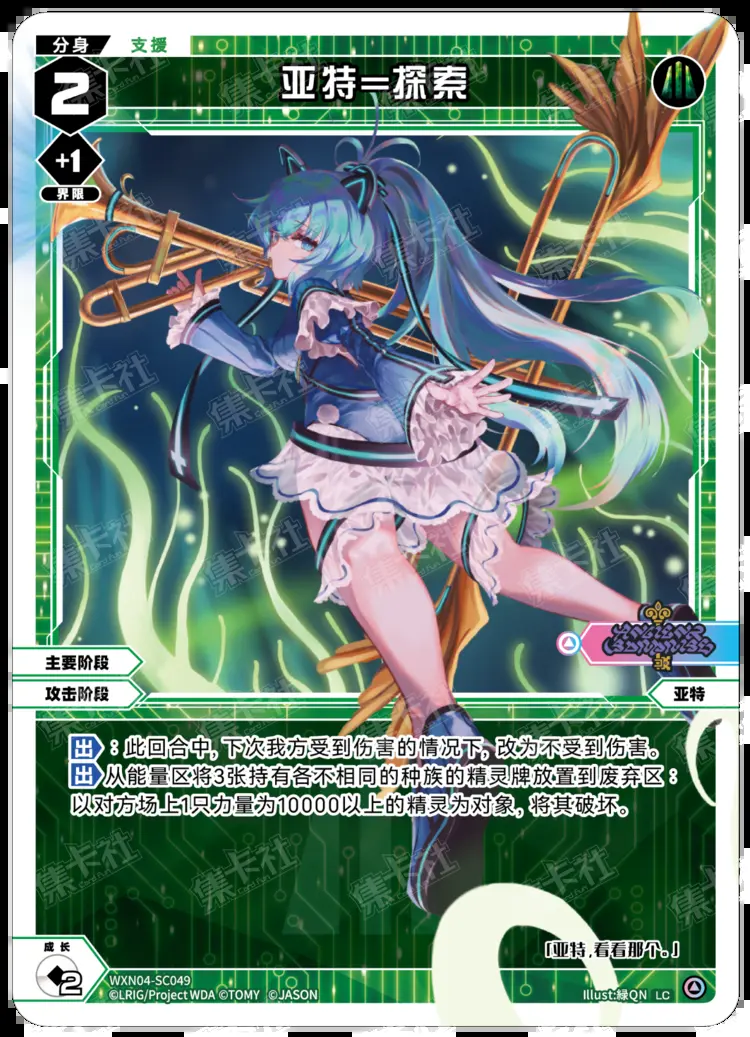 分身 支援
2
亚特=探索
+1
界限
主要阶段
攻击阶段
亚特
出：此回合中, 下次我方受到伤害的情况下, 改为不受到伤害。
出 从能量区将3张持有各不相同的种族的精灵牌放置到废弃区：
以对方场上1只力量为10000以上的精灵为对象, 将其破坏。
「亚特,看看那个。」
成长
2
WXN04-SC049
©LRIG/Project WDA ©TOMY ©JASON
Illust:緑QN LC
集卡社